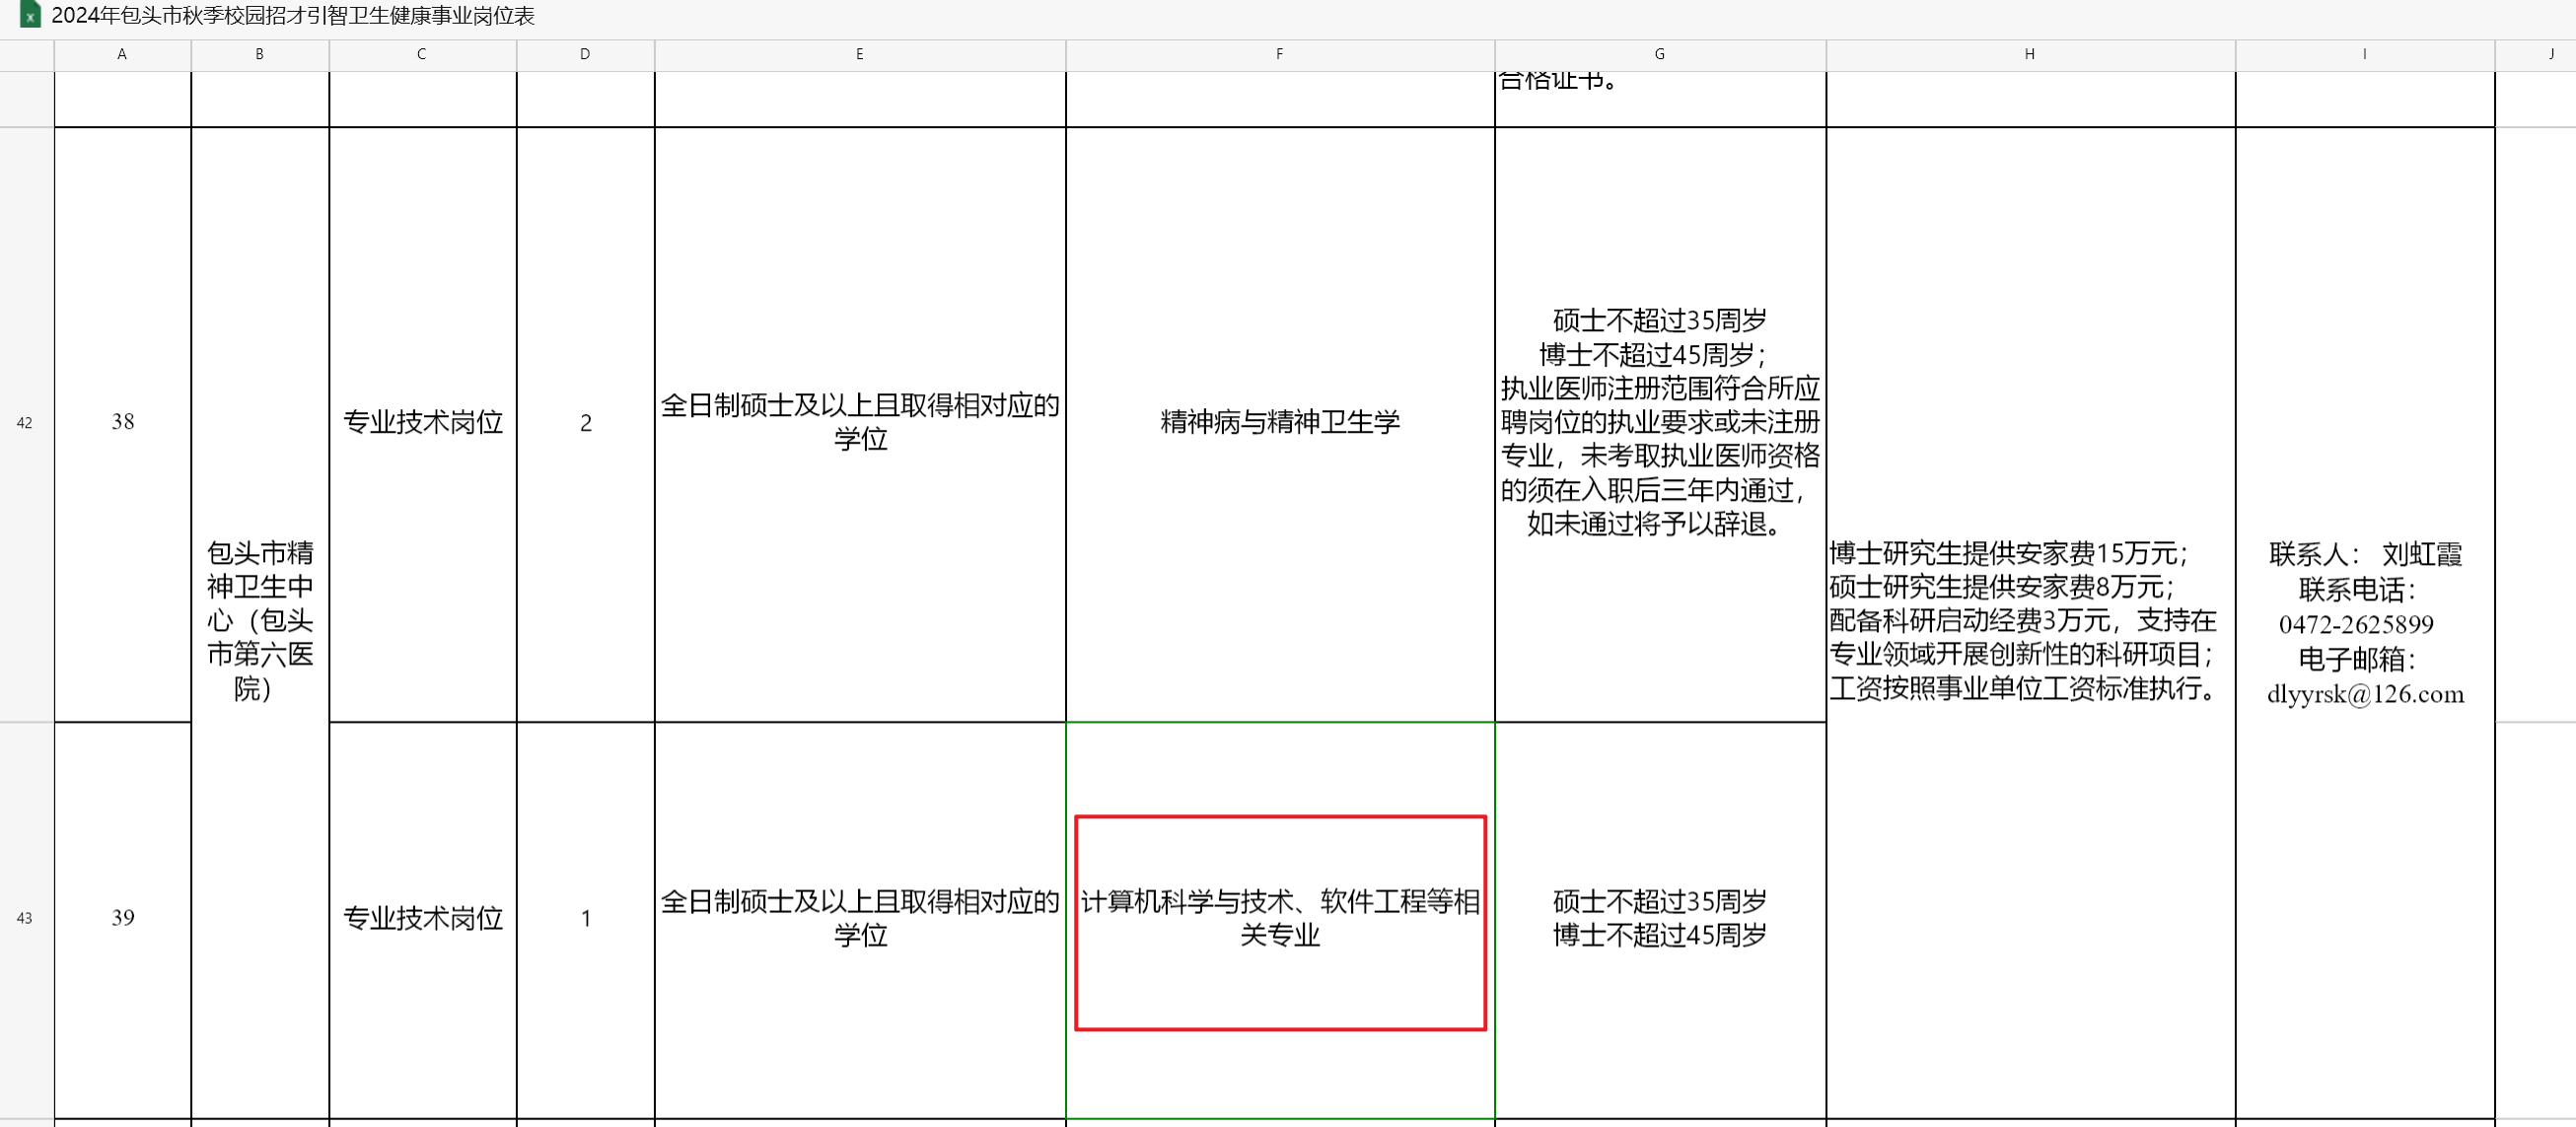 2024年包头市秋季校园招才引智卫生健康事业岗位表
A
B
C
D
E
F
G
H
I
J
合格证书。
42
38
包头市精
神卫生中
心（包头
市第六医
院）
专业技术岗位
2
全日制硕士及以上且取得相对应的
学位
精神病与精神卫生学
硕士不超过35周岁
博士不超过45周岁；
执业医师注册范围符合所应
聘岗位的执业要求或未注册
专业，未考取执业医师资格
的须在入职后三年内通过，
如未通过将予以辞退。
博士研究生提供安家费15万元；
硕士研究生提供安家费8万元；
配备科研启动经费3万元，支持在
专业领域开展创新性的科研项目；
工资按照事业单位工资标准执行。
联系人： 刘虹霞
联系电话：
0472-2625899
电子邮箱：
dlyyrsk@126.com
43
39
专业技术岗位
1
全日制硕士及以上且取得相对应的
学位
计算机科学与技术、软件工程等相
关专业
硕士不超过35周岁
博士不超过45周岁